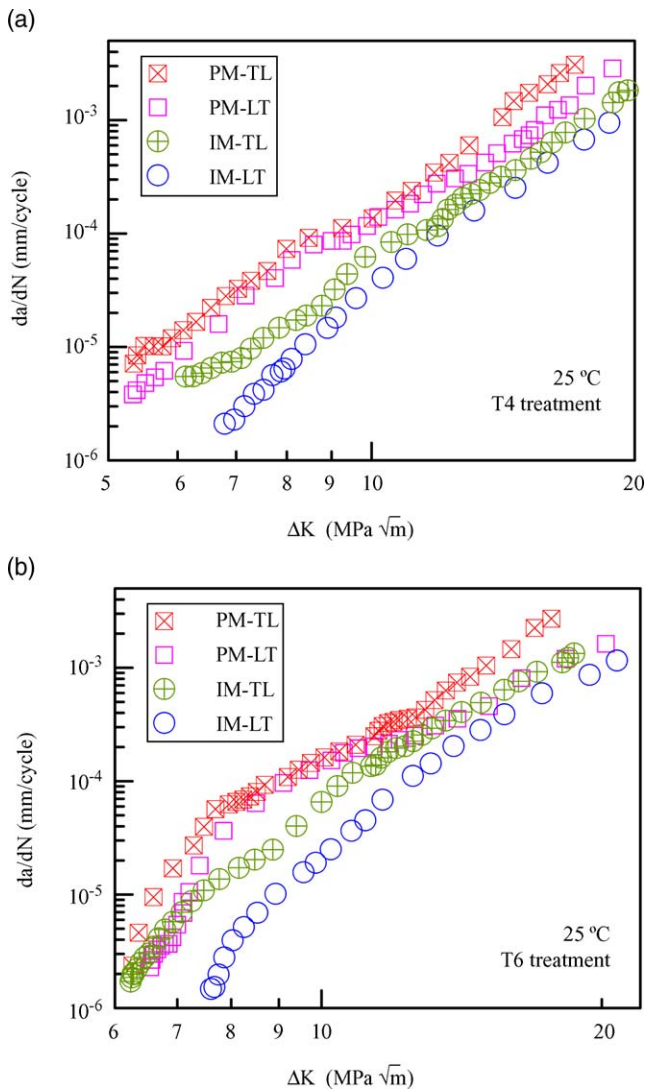 (a)
PM-TL
PM-LT
IM-TL
IM-LT
10⁻³
10⁻⁴
10⁻⁵
10⁻⁶
da/dN (mm/cycle)
25 ºC
T4 treatment
5 6 7 8 9 10 20
ΔK (MPa √m)
(b)
PM-TL
PM-LT
IM-TL
IM-LT
10⁻³
10⁻⁴
10⁻⁵
10⁻⁶
da/dN (mm/cycle)
25 ºC
T6 treatment
6 7 8 9 10 20
ΔK (MPa √m)